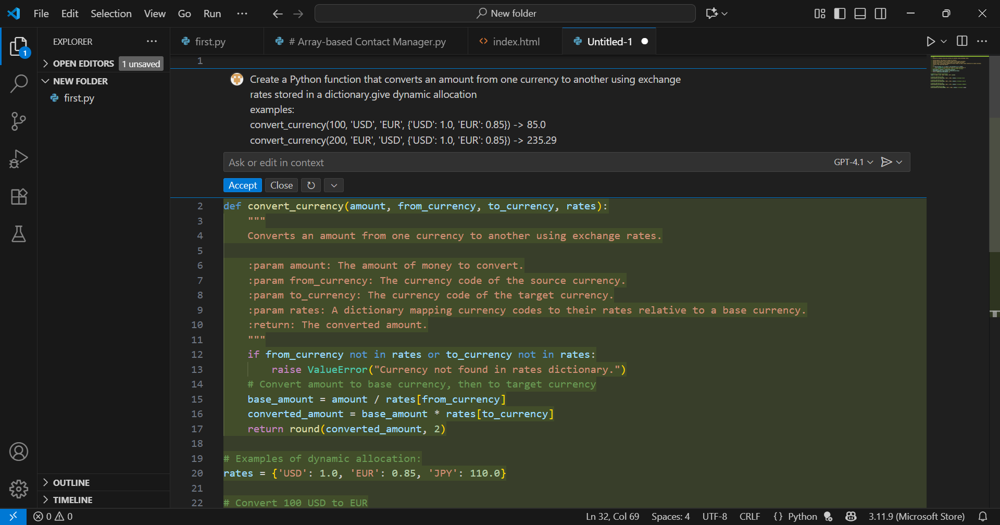 File Edit Selection View Go Run ··· New folder
EXPLORER ···
OPEN EDITORS 1 unsaved
NEW FOLDER
first.py
OUTLINE
TIMELINE
first.py # Array-based Contact Manager.py index.html Untitled-1
1
Create a Python function that converts an amount from one currency to another using exchange
rates stored in a dictionary.give dynamic allocation
examples:
convert_currency(100, 'USD', 'EUR', {'USD': 1.0, 'EUR': 0.85}) -> 85.0
convert_currency(200, 'EUR', 'USD', {'USD': 1.0, 'EUR': 0.85}) -> 235.29
Ask or edit in context GPT-4.1
Accept Close
2 def convert_currency(amount, from_currency, to_currency, rates):
3     """
4     Converts an amount from one currency to another using exchange rates.
5
6     :param amount: The amount of money to convert.
7     :param from_currency: The currency code of the source currency.
8     :param to_currency: The currency code of the target currency.
9     :param rates: A dictionary mapping currency codes to their rates relative to a base currency.
10     :return: The converted amount.
11     """
12     if from_currency not in rates or to_currency not in rates:
13         raise ValueError("Currency not found in rates dictionary.")
14     # Convert amount to base currency, then to target currency
15     base_amount = amount / rates[from_currency]
16     converted_amount = base_amount * rates[to_currency]
17     return round(converted_amount, 2)
18
19 # Examples of dynamic allocation:
20 rates = {'USD': 1.0, 'EUR': 0.85, 'JPY': 110.0}
21
22 # Convert 100 USD to EUR
0 0 Ln 32, Col 69 Spaces: 4 UTF-8 CRLF {} Python 3.11.9 (Microsoft Store)